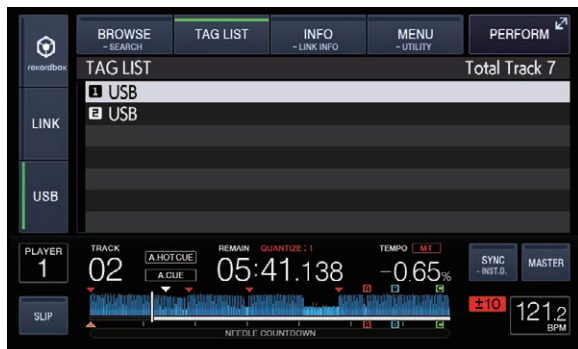 BROWSE
- SEARCH
TAG LIST
INFO
- LINK INFO
MENU
- UTILITY
PERFORM
rekordbox
TAG LIST
Total Track 7
1 USB
2 USB
LINK
USB
PLAYER
1
TRACK
02
A.HOT CUE
A.CUE
REMAIN
QUANTIZE : 1
05:41.138
TEMPO
MT
-0.65%
SYNC
- INST.D.
MASTER
SLIP
A
B
C
A
B
C
NEEDLE COUNTDOWN
±10
121.2
BPM